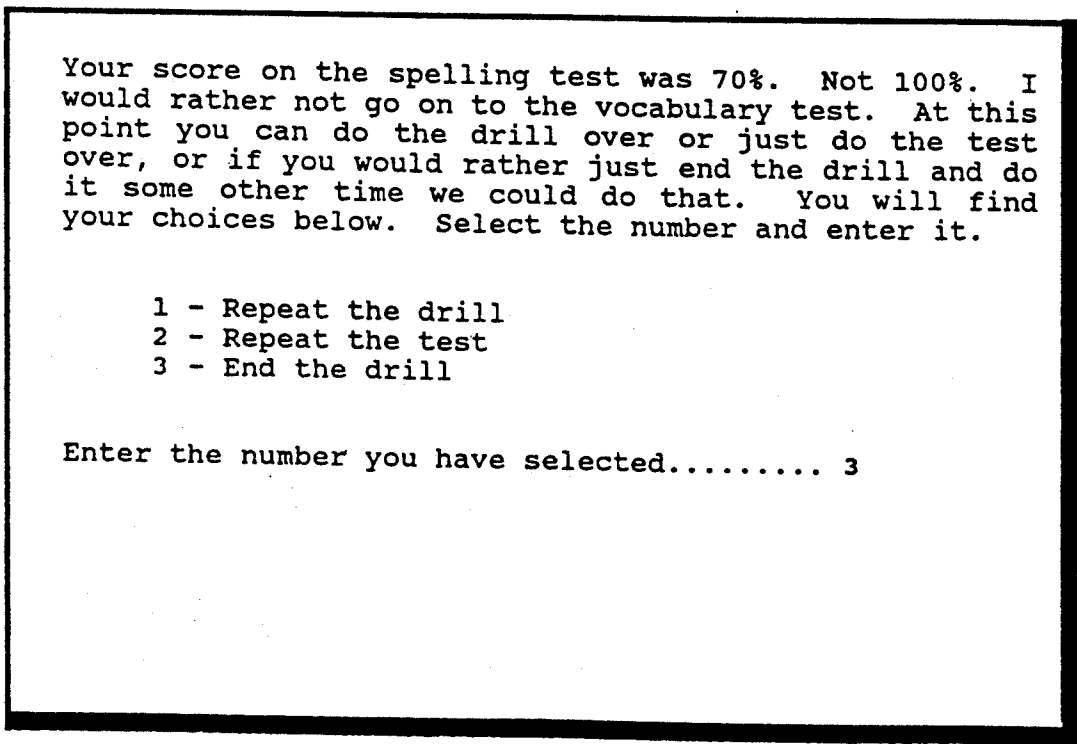 Your score on the spelling test was 70%.  Not 100%.  I
would rather not go on to the vocabulary test.  At this
point you can do the drill over or just do the test
over, or if you would rather just end the drill and do
it some other time we could do that.  You will find
your choices below.  Select the number and enter it.
1 - Repeat the drill
2 - Repeat the test
3 - End the drill
Enter the number you have selected......... 3